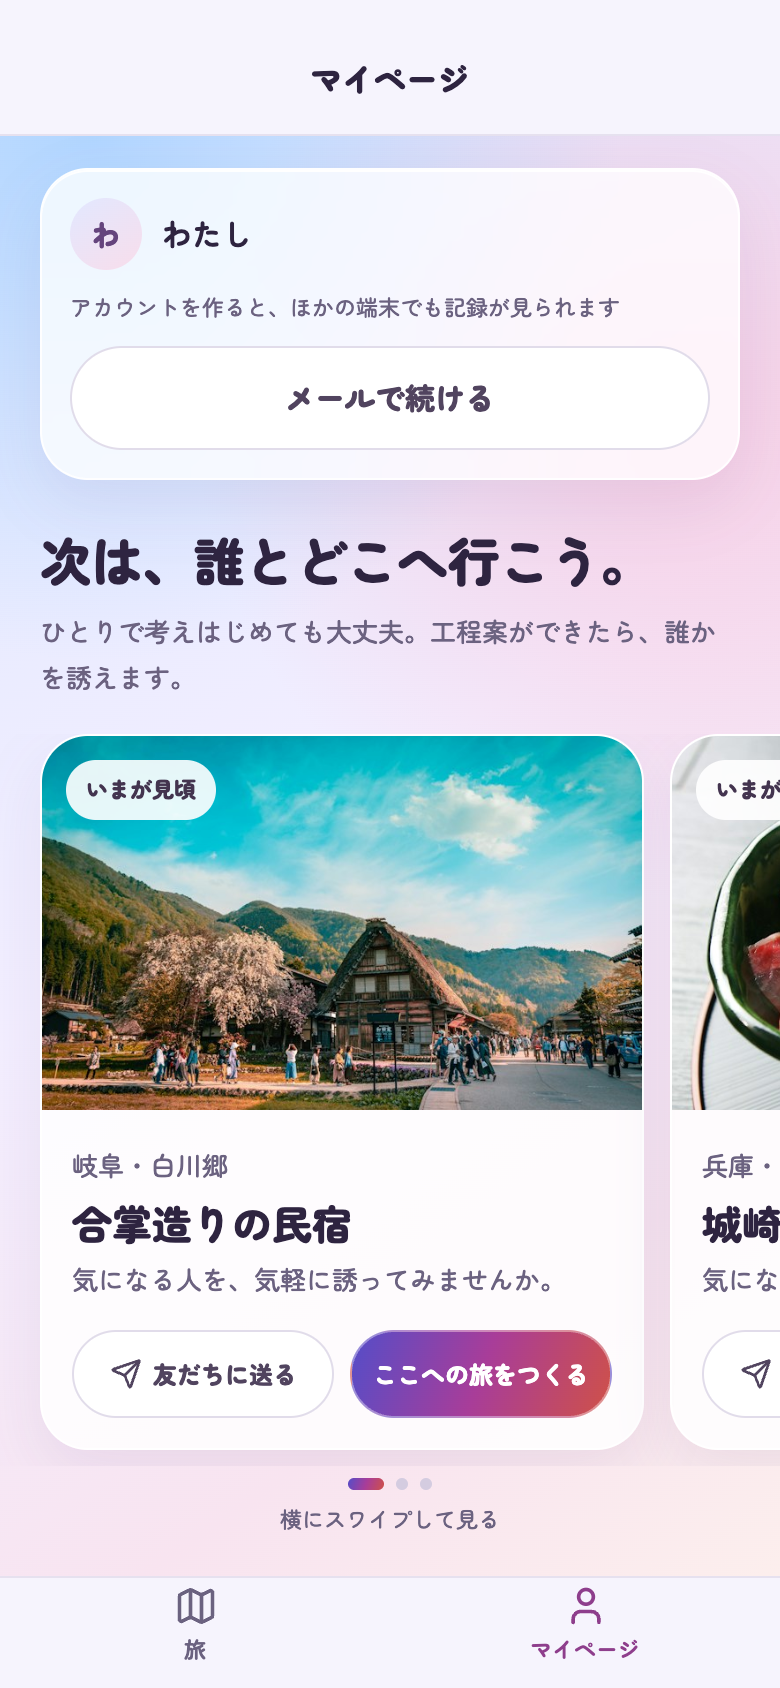 マイページ
わ
わたし
アカウントを作ると、ほかの端末でも記録が見られます
メールで続ける
次は、誰とどこへ行こう。
ひとりで考えはじめても大丈夫。工程案ができたら、誰か
を誘えます。
いまが見頃
いまが
岐阜・白川郷
合掌造りの民宿
気になる人を、気軽に誘ってみませんか。
友だちに送る
ここへの旅をつくる
兵庫・
城崎
気にな
横にスワイプして見る
旅
マイページ